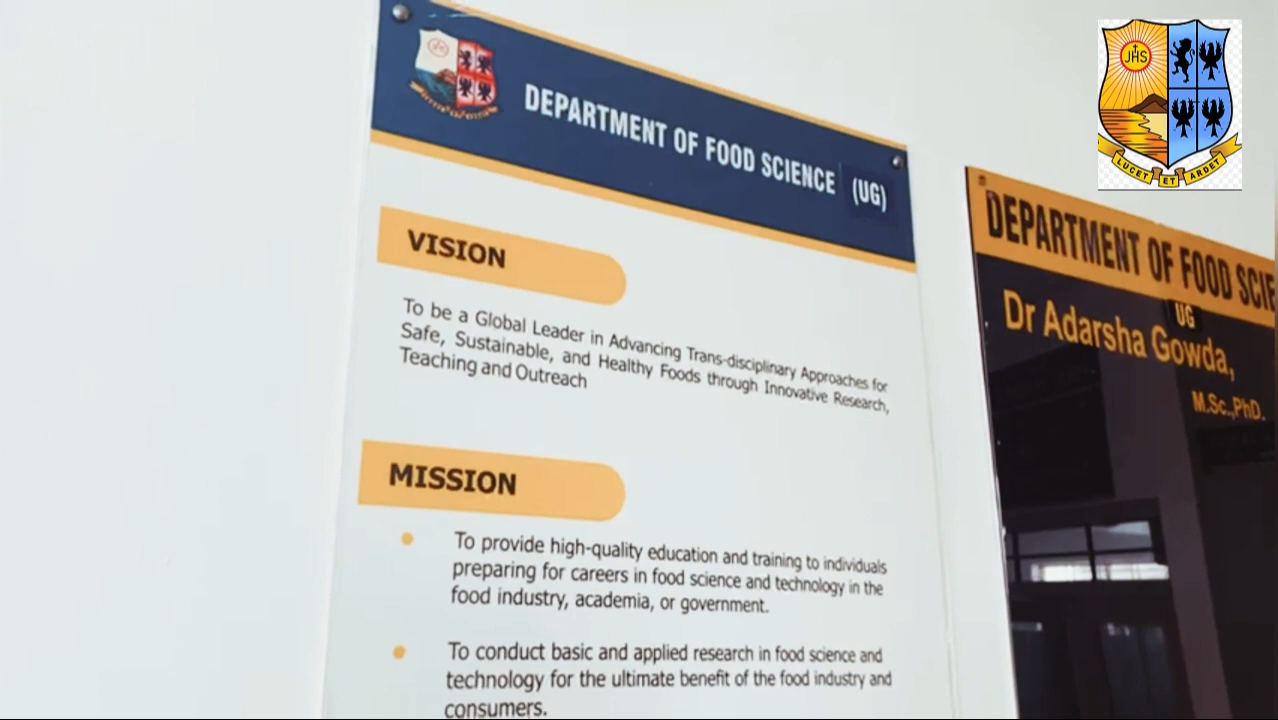 DEPARTMENT OF FOOD SCIENCE (UG)
VISION
To be a Global Leader in Advancing Trans-disciplinary Approaches for
Safe, Sustainable, and Healthy Foods through Innovative Research,
Teaching and Outreach
MISSION
To provide high-quality education and training to individuals
preparing for careers in food science and technology in the
food industry, academia, or government.
To conduct basic and applied research in food science and
technology for the ultimate benefit of the food industry and
consumers.
DEPARTMENT OF FOOD SCIE
UG
Dr Adarsha Gowda,
M.Sc.,PhD.
JHS
LUCET ET ARDET